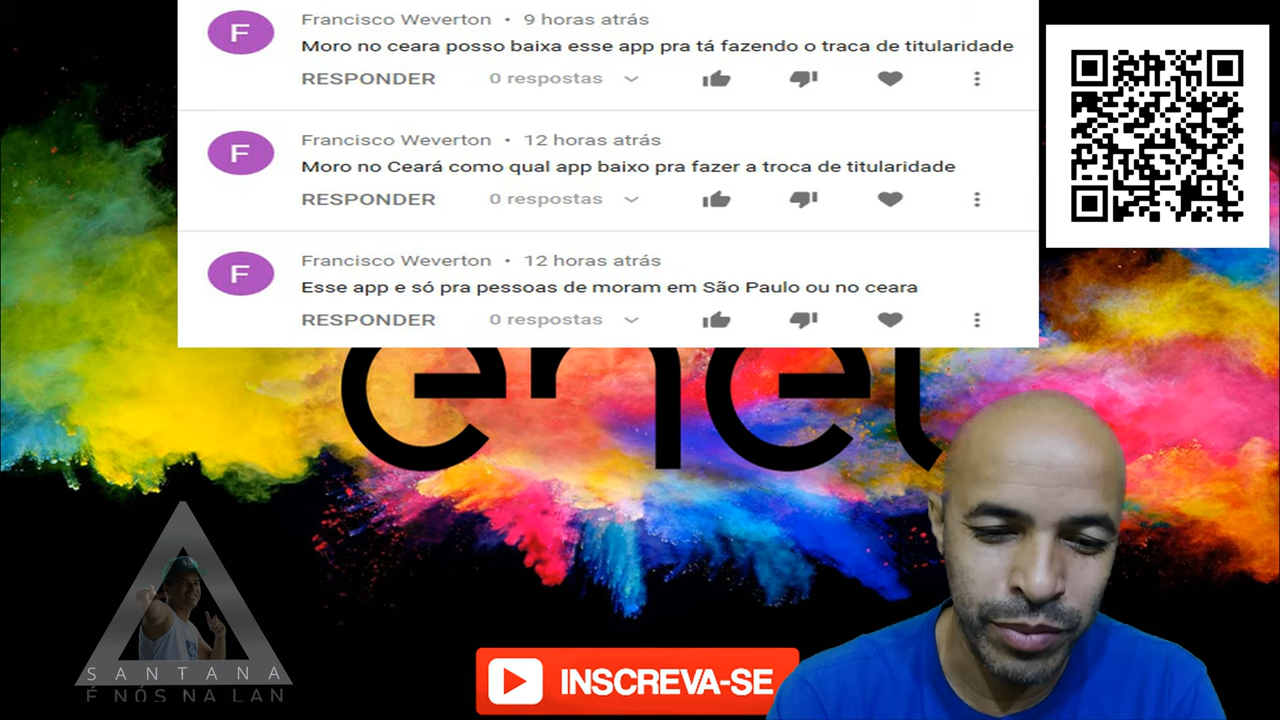 F
Francisco Weverton • 9 horas atrás
Moro no ceara posso baixa esse app pra tá fazendo o traca de titularidade
RESPONDER 0 respostas
F
Francisco Weverton • 12 horas atrás
Moro no Ceará como qual app baixo pra fazer a troca de titularidade
RESPONDER 0 respostas
F
Francisco Weverton • 12 horas atrás
Esse app e só pra pessoas de moram em São Paulo ou no ceara
RESPONDER 0 respostas
enel
SANTANA
É NÓS NA LAN
INSCREVA-SE